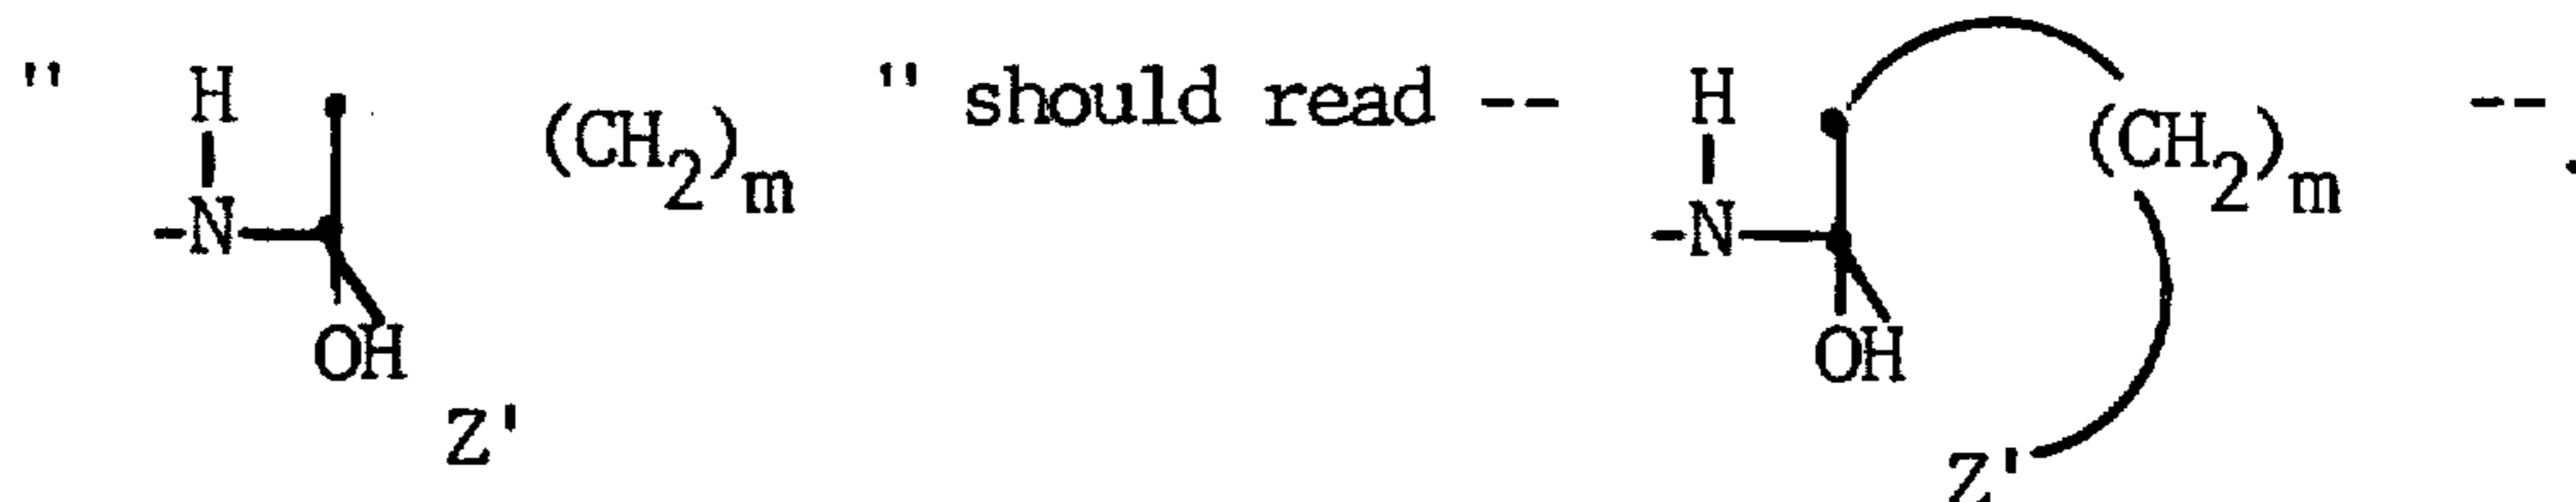 " H (CH2)m " should read -- H (CH2)m --.
-N -N
OH OH
Z' Z'